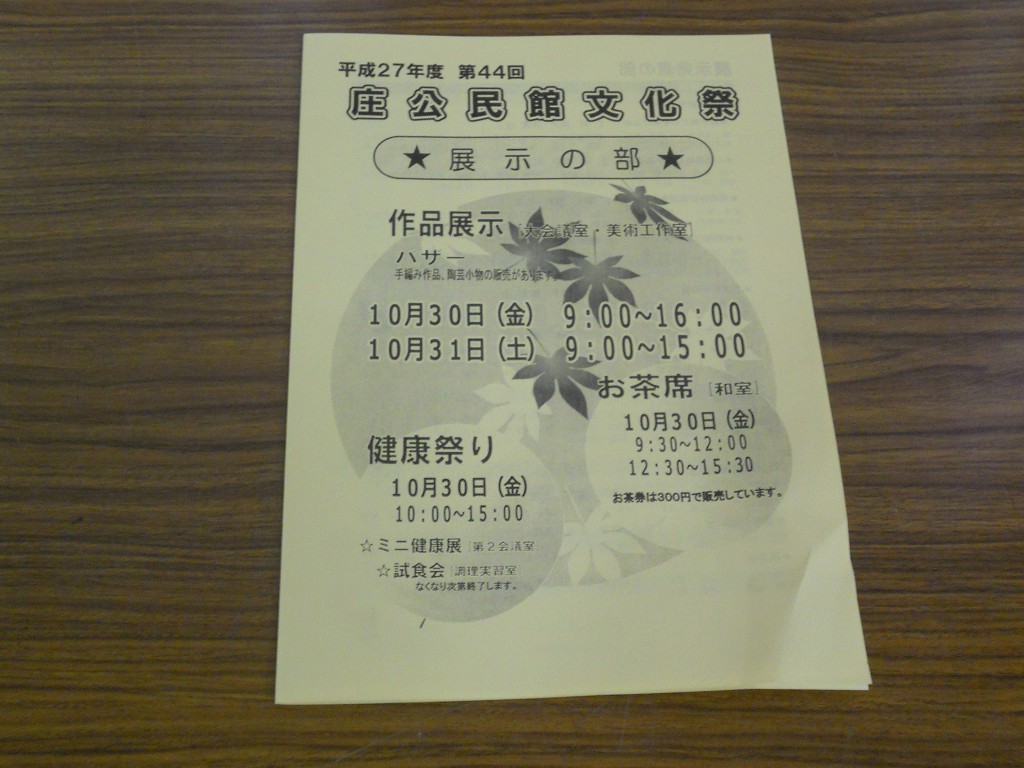 平成27年度 第44回
庄公民館文化祭
★展示の部★
作品展示 [大会議室・美術工作室]
バザー
手編み作品、陶芸小物の販売があります。
10月30日(金) 9:00~16:00
10月31日(土) 9:00~15:00
お茶席 [和室]
10月30日(金)
9:30~12:00
12:30~15:30
お茶券は300円で販売しています。
健康祭り
10月30日(金)
10:00~15:00
☆ミニ健康展 [第2会議室]
☆試食会 [調理実習室]
なくなり次第終了します。